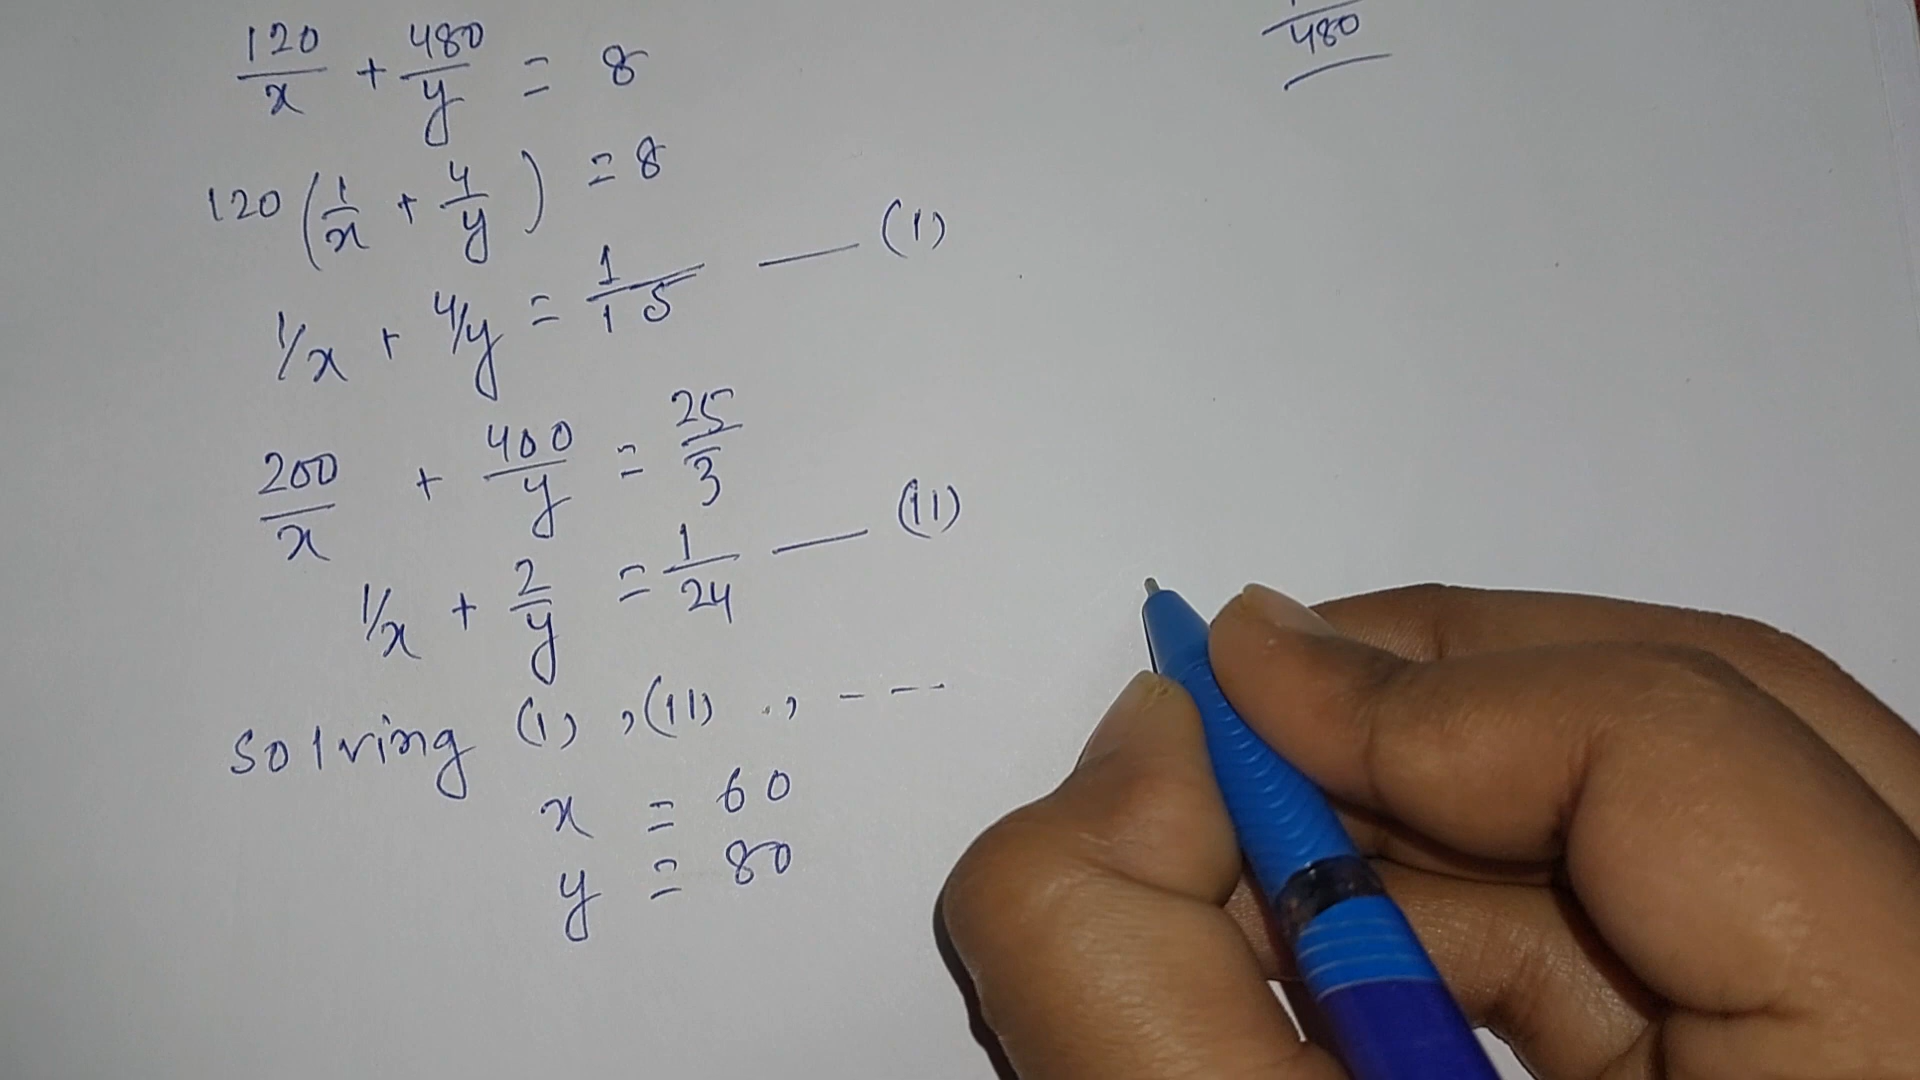 120/x + 480/y = 8
120 (1/x + 4/y) = 8
1/x + 4/y = 1/15 — (1)
200/x + 400/y = 25/3
1/x + 2/y = 1/24 — (11)
solving (1), (11) ., - - -
x = 60
y = 80
480